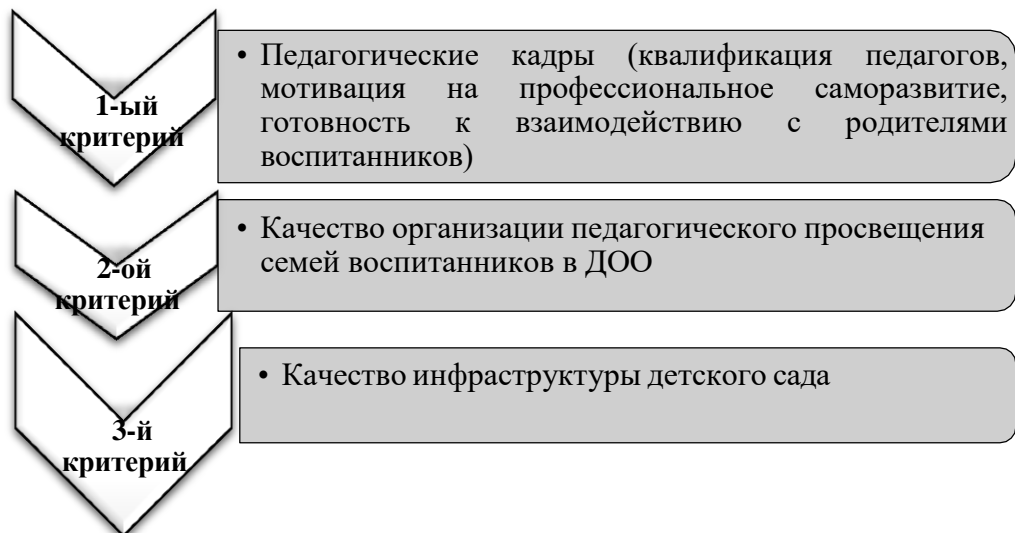 1-ый
критерий
• Педагогические кадры (квалификация педагогов,
мотивация на профессиональное саморазвитие,
готовность к взаимодействию с родителями
воспитанников)
2-ой
критерий
• Качество организации педагогического просвещения
семей воспитанников в ДОО
3-й
критерий
• Качество инфраструктуры детского сада